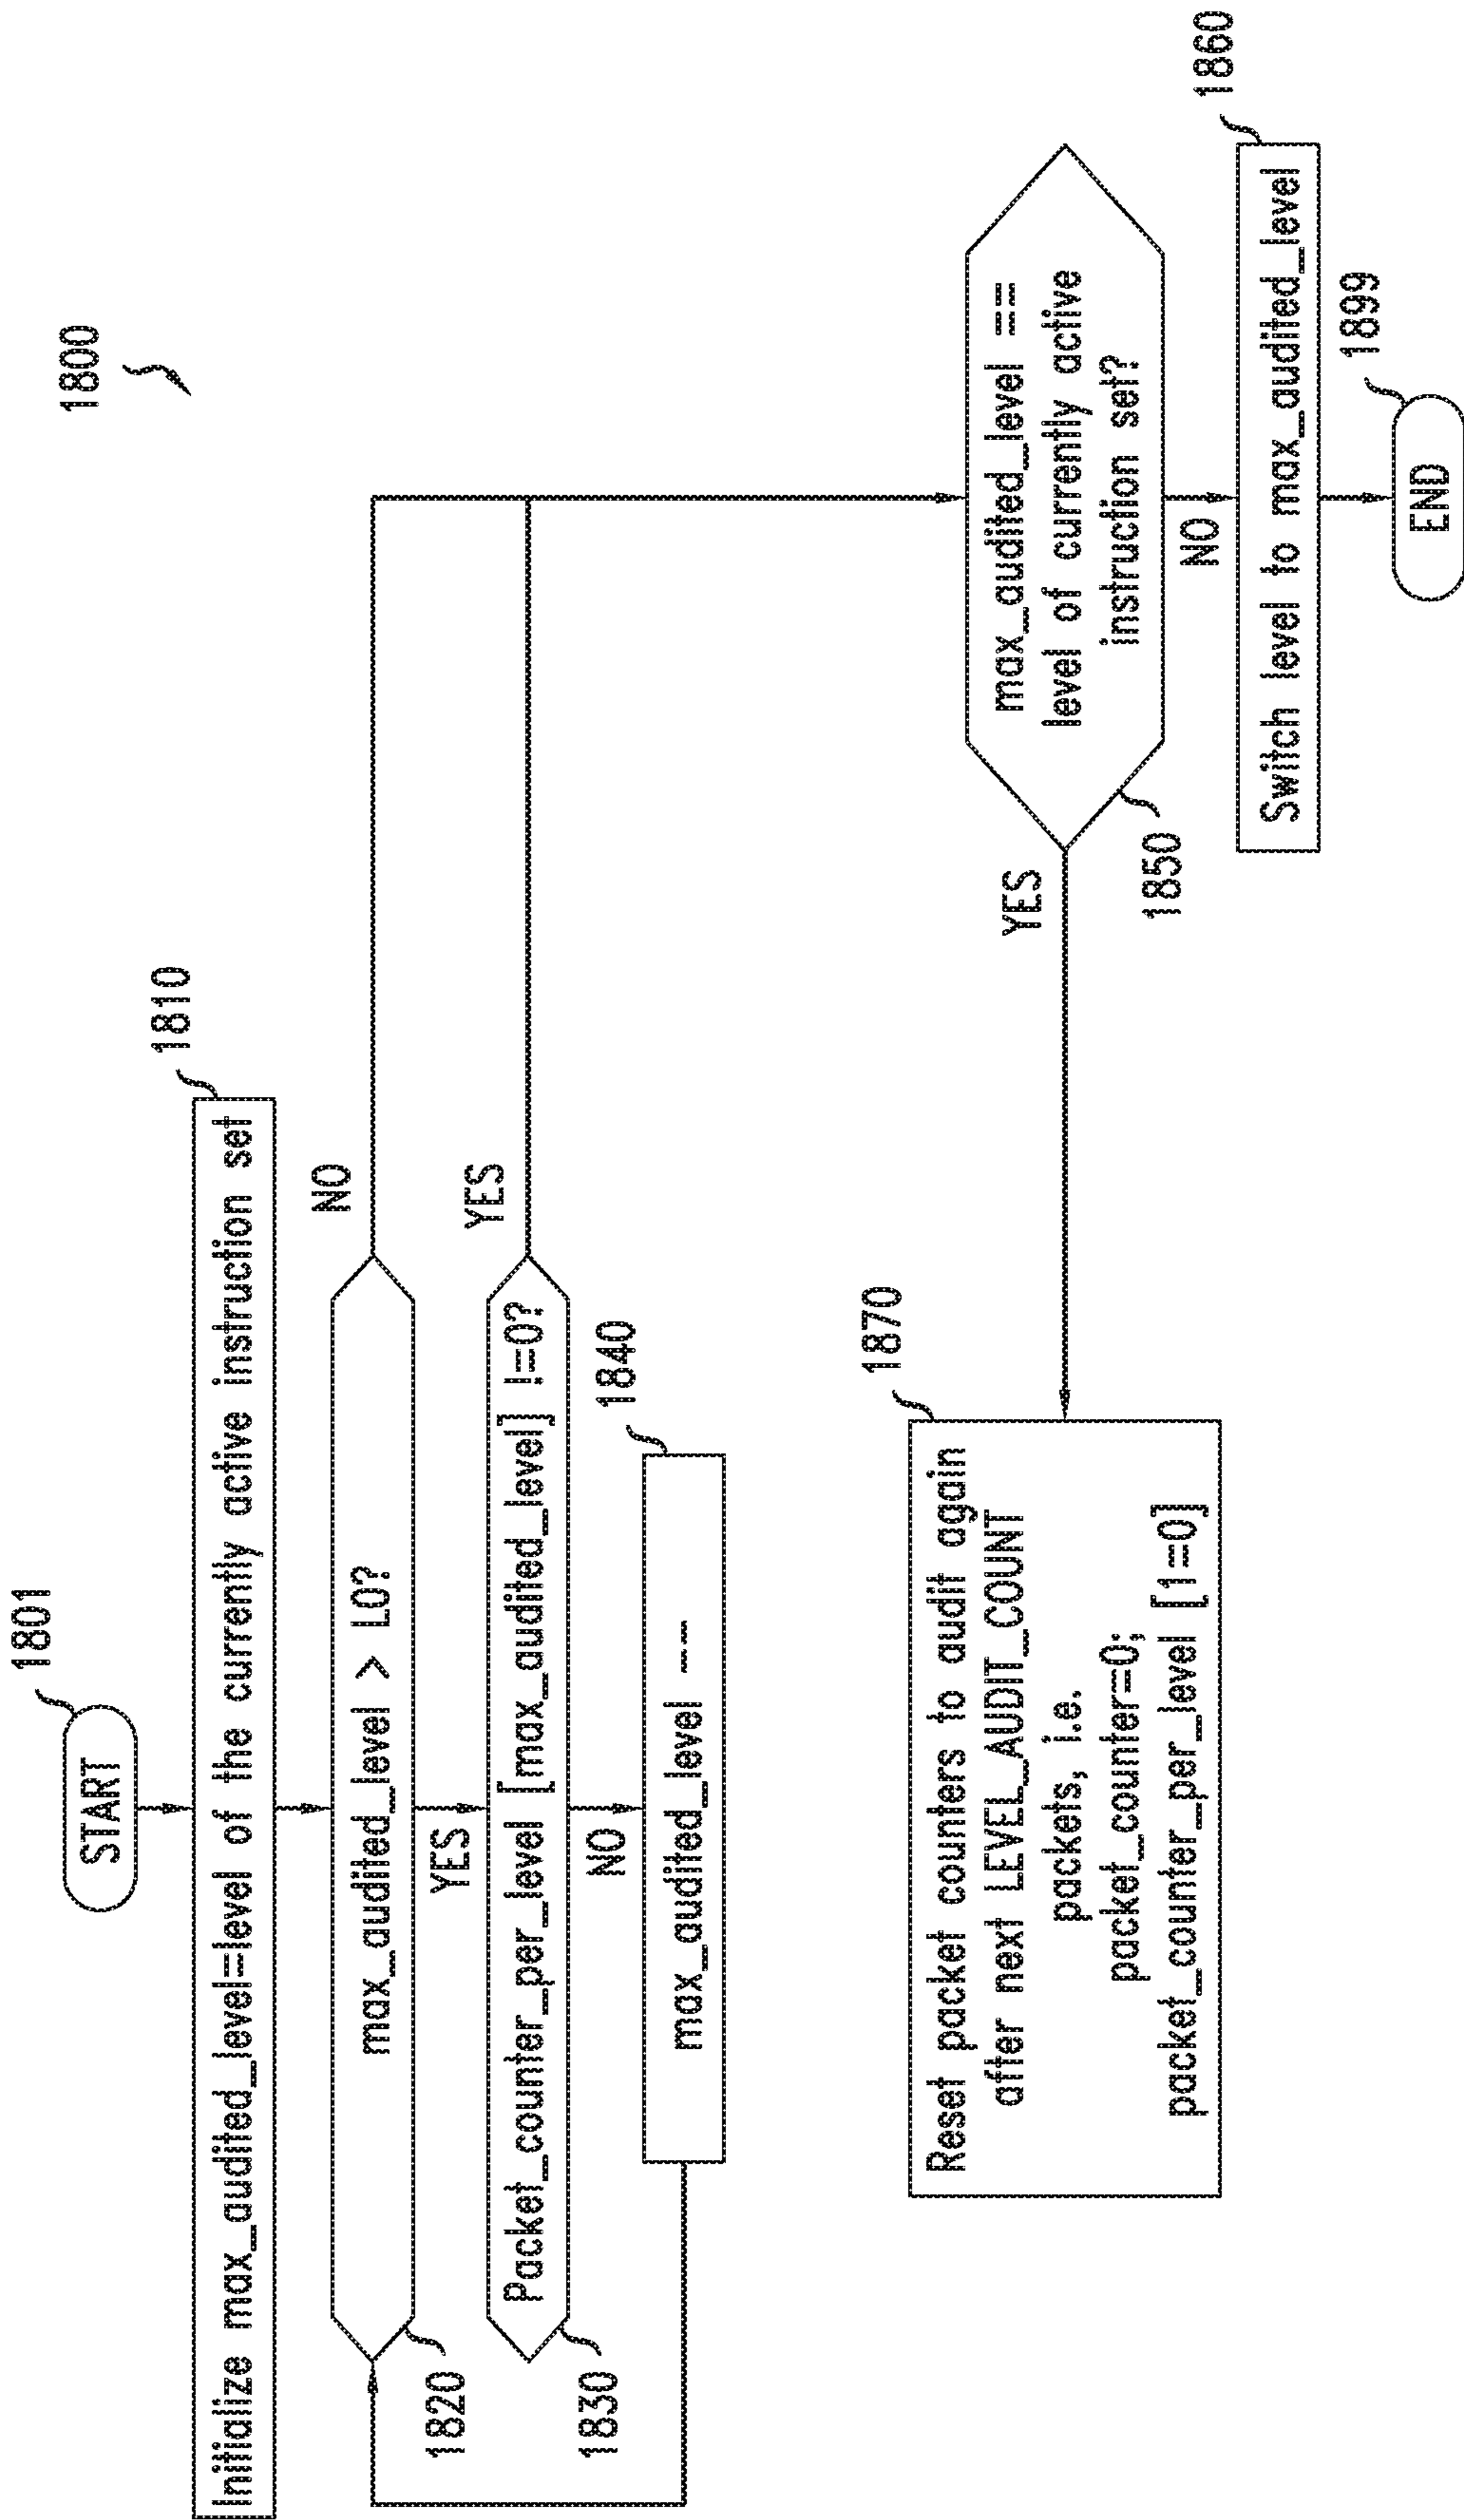 1800
1801
START
1810
Initialize max_audited_level=level of the currently active instruction set
1820
max_audited_level > L0?
NO
YES
1830
Packet_counter_per_level [max_audited_level] !=0?
YES
NO
1840
max_audited_level --
1850
max_audited_level ==
level of currently active
instruction set?
YES
NO
1860
Switch level to max_audited_level
1899
END
1870
Reset packet counters to audit again
after next LEVEL_AUDIT_COUNT
packets, i.e.
packet_counter=0;
packet_counter_per_level [1=0]